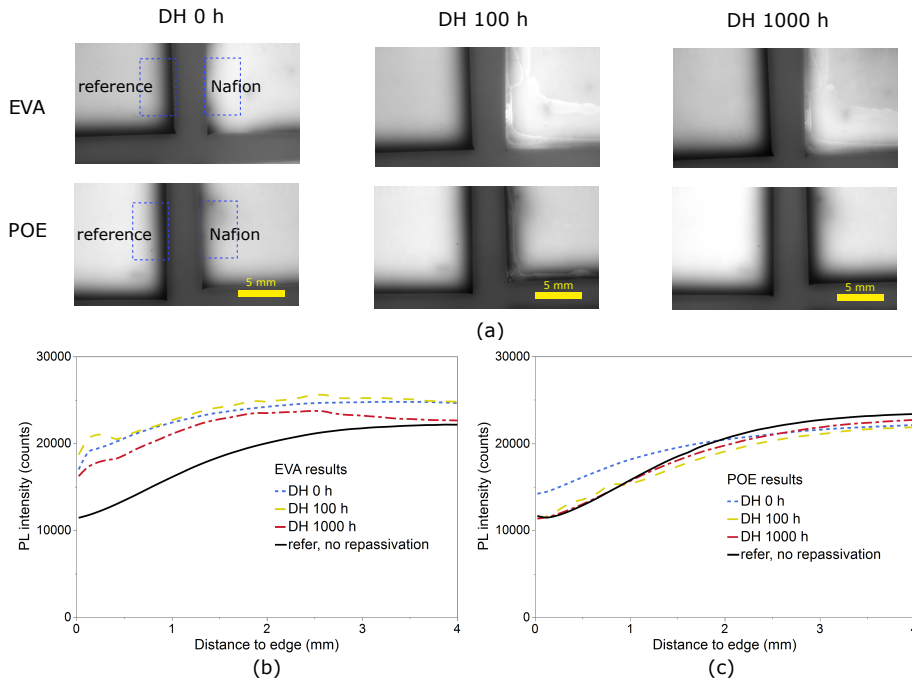 DH 0 h
DH 100 h
DH 1000 h
EVA
reference
Nafion
POE
reference
Nafion
5 mm
5 mm
5 mm
(a)
30000
20000
10000
0
PL intensity (counts)
EVA results
DH 0 h
DH 100 h
DH 1000 h
refer, no repassivation
0
1
2
3
4
Distance to edge (mm)
(b)
30000
20000
10000
0
PL intensity (counts)
POE results
DH 0 h
DH 100 h
DH 1000 h
refer, no repassivation
0
1
2
3
4
Distance to edge (mm)
(c)